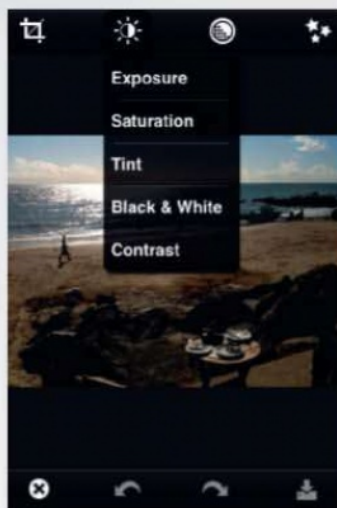 Exposure
Saturation
Tint
Black & White
Contrast